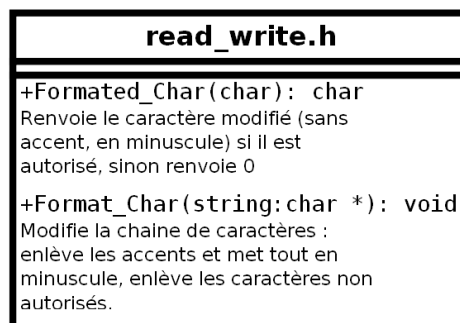 read_write.h
+Formated_Char(char): char
Renvoie le caractère modifié (sans
accent, en minuscule) si il est
autorisé, sinon renvoie 0
+Format_Char(string:char *): void
Modifie la chaine de caractères :
enlève les accents et met tout en
minuscule, enlève les caractères non
autorisés.